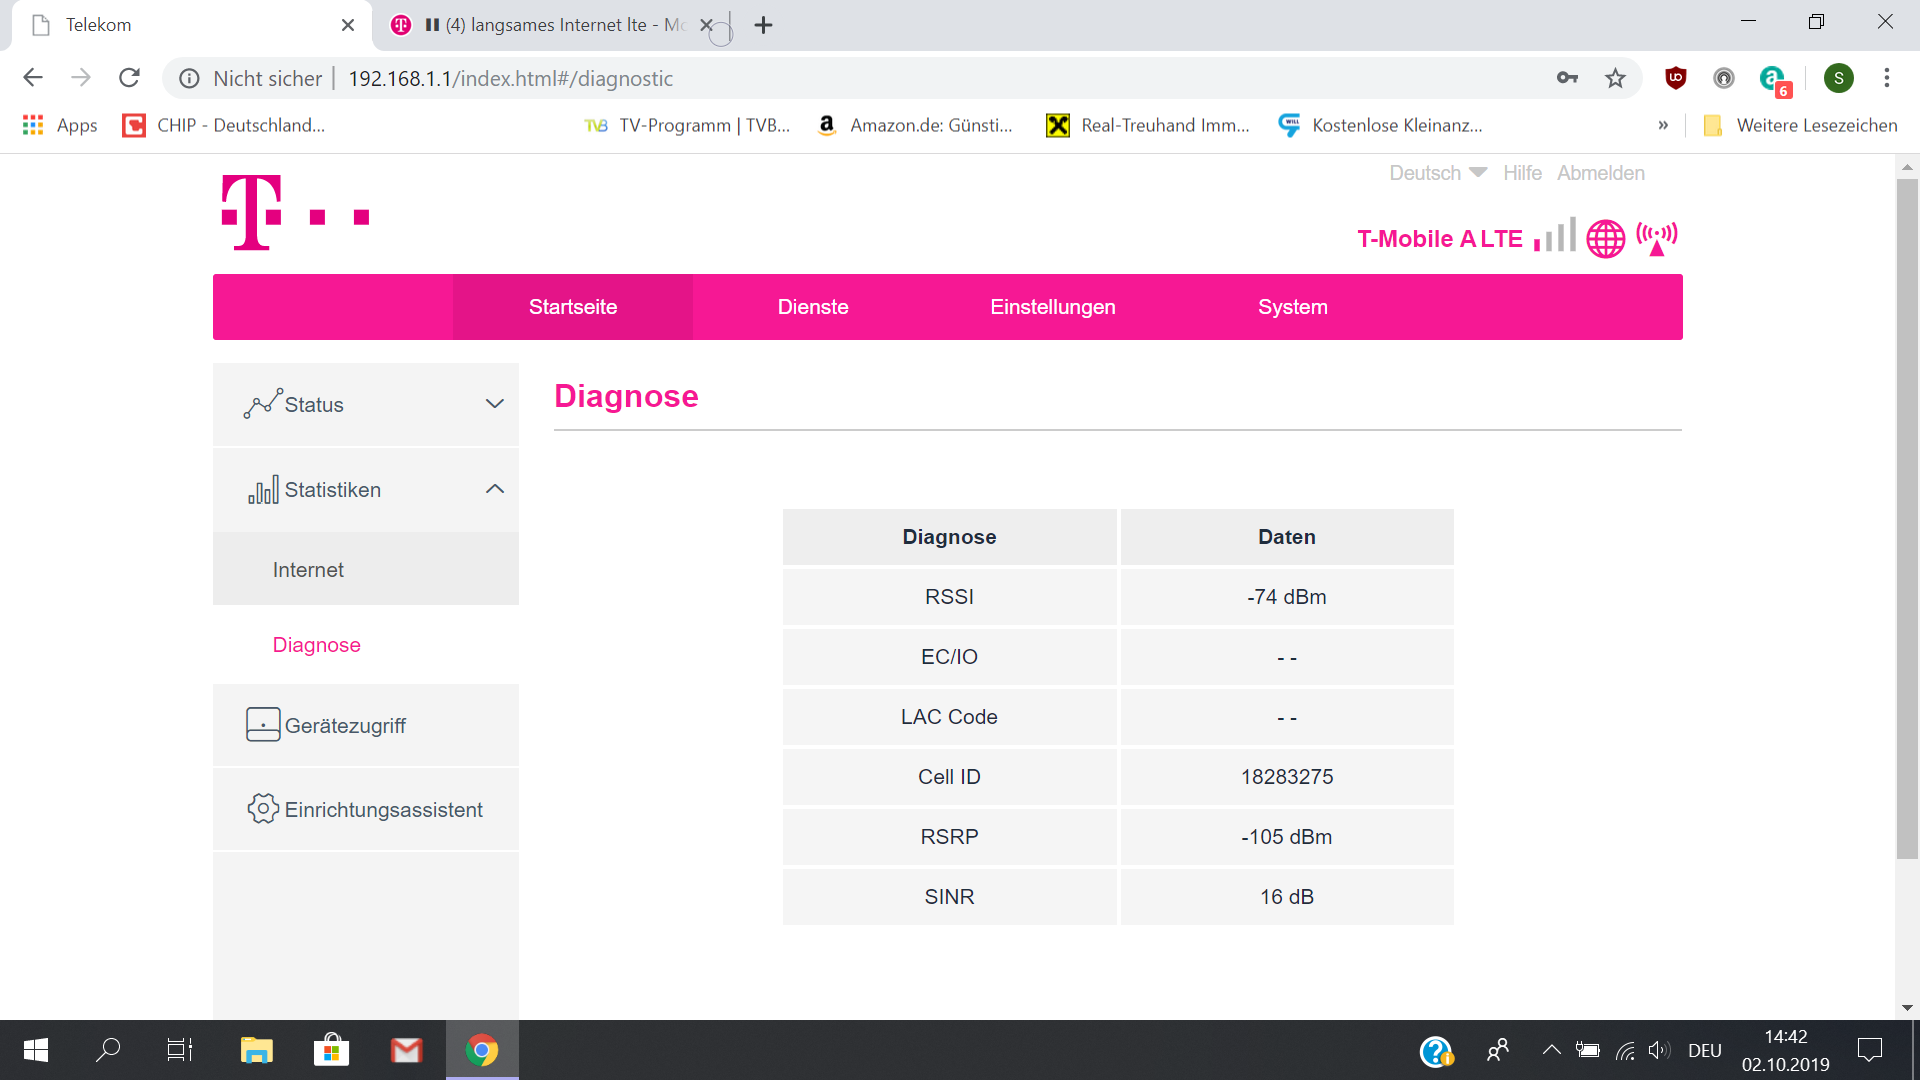 Telekom
(4) langsames Internet lte - Mo
Nicht sicher 192.168.1.1/index.html#/diagnostic
S
6
Apps
CHIP - Deutschland...
TV-Programm | TVB...
Amazon.de: Günsti...
Real-Treuhand Imm...
Kostenlose Kleinanz...
»
Weitere Lesezeichen
Deutsch Hilfe Abmelden
T-Mobile A LTE
Startseite Dienste Einstellungen System
Status
Statistiken
Internet
Diagnose
Gerätezugriff
Einrichtungsassistent
Diagnose
Diagnose Daten
RSSI -74 dBm
EC/IO - -
LAC Code - -
Cell ID 18283275
RSRP -105 dBm
SINR 16 dB
DEU
14:42
02.10.2019